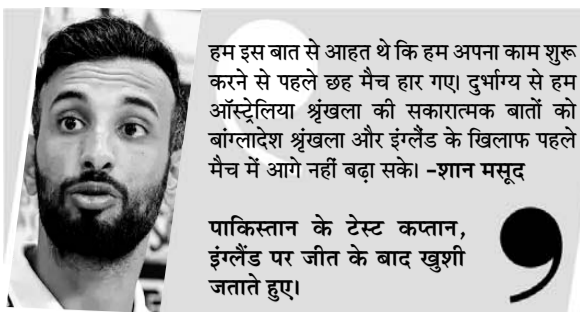 हम इस बात से आहत थे कि हम अपना काम शुरू
करने से पहले छह मैच हार गए। दुर्भाग्य से हम
ऑस्ट्रेलिया श्रृंखला की सकारात्मक बातों को
बांग्लादेश श्रृंखला और इंग्लैंड के खिलाफ पहले
मैच में आगे नहीं बढ़ा सके। -शान मसूद
पाकिस्तान के टेस्ट कप्तान,
इंग्लैंड पर जीत के बाद खुशी
जताते हुए।